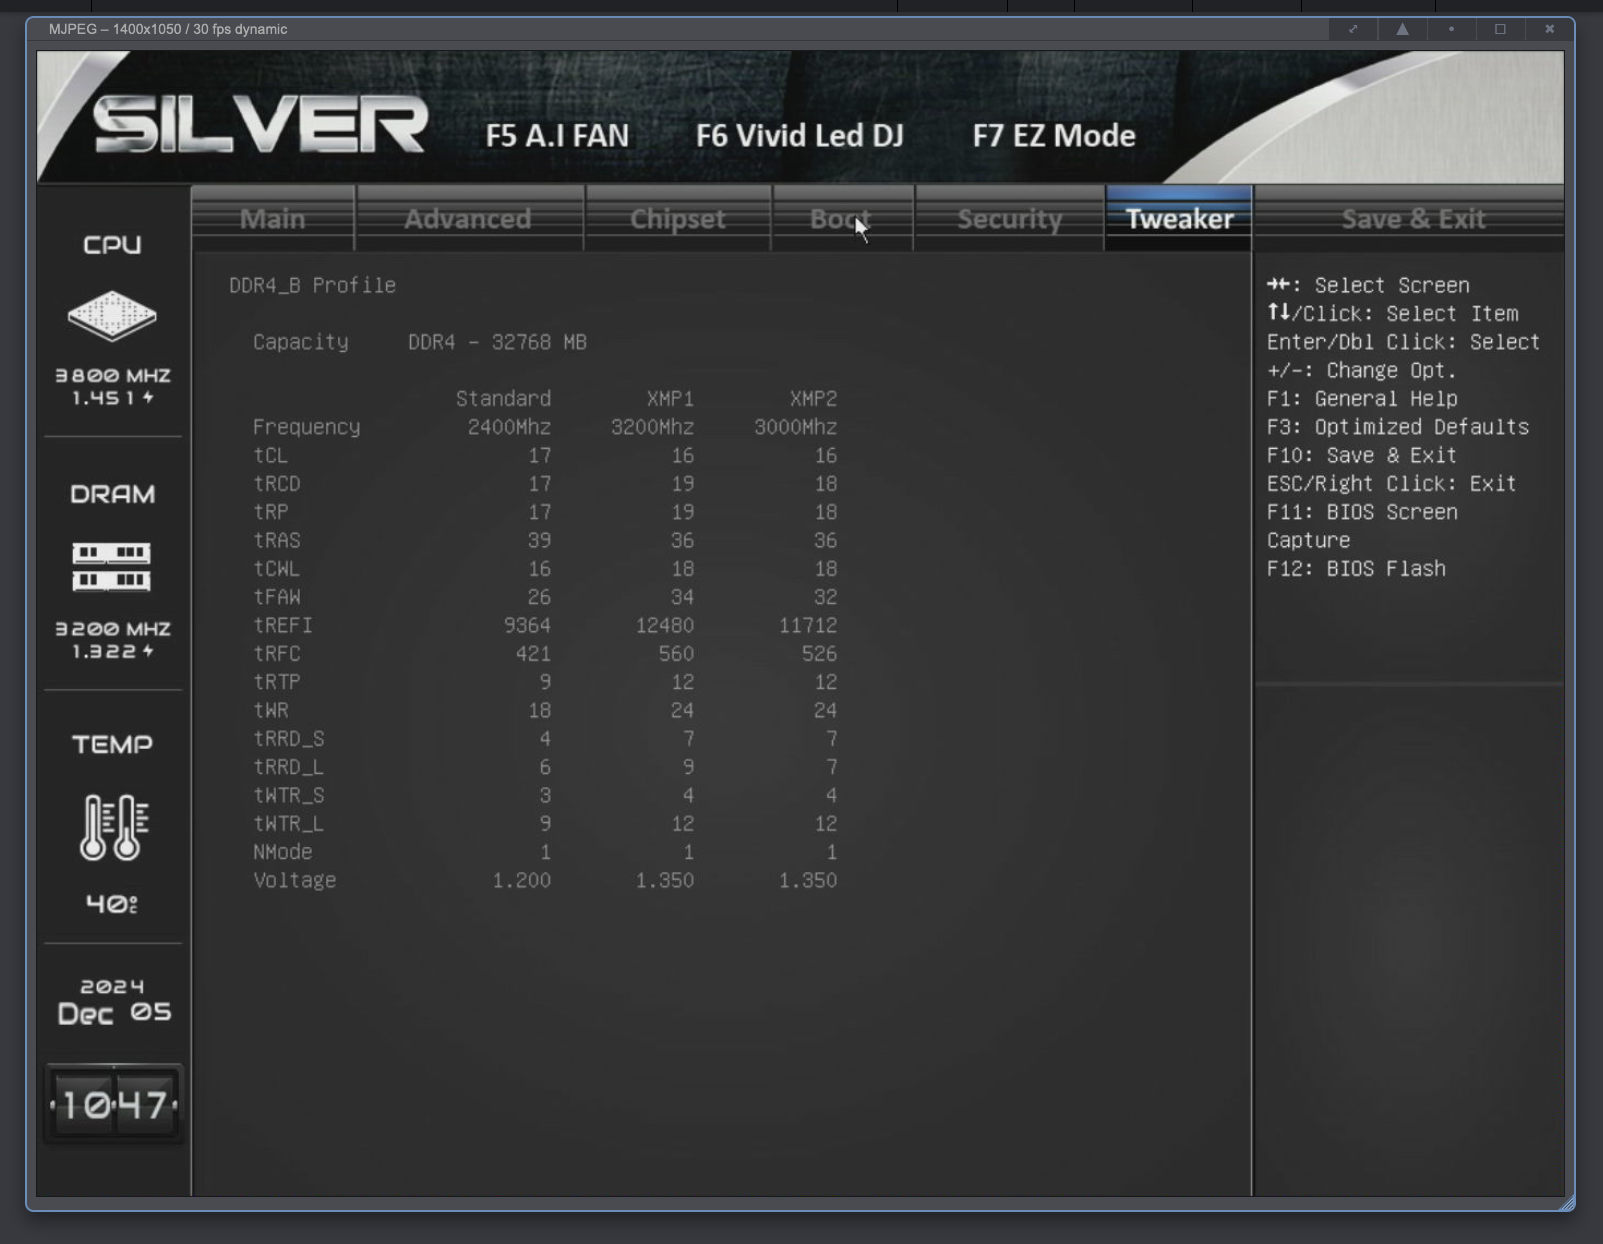 MJPEG – 1400x1050 / 30 fps dynamic
SILVER
F5 A.I FAN F6 Vivid Led DJ F7 EZ Mode
Main Advanced Chipset Boot Security Tweaker Save & Exit
CPU
3800 MHZ
1.451
DRAM
3200 MHZ
1.322
TEMP
40°C
2024
Dec 05
10:47
DDR4_B Profile
Capacity DDR4 - 32768 MB
Standard XMP1 XMP2
Frequency 2400Mhz 3200Mhz 3000Mhz
tCL 17 16 16
tRCD 17 19 18
tRP 17 19 18
tRAS 39 36 36
tCWL 16 18 18
tFAW 26 34 32
tREFI 9364 12480 11712
tRFC 421 560 526
tRTP 9 12 12
tWR 18 24 24
tRRD_S 4 7 7
tRRD_L 6 9 7
tWTR_S 3 4 4
tWTR_L 9 12 12
NMode 1 1 1
Voltage 1.200 1.350 1.350
→←: Select Screen
↑↓/Click: Select Item
Enter/Dbl Click: Select
+/-: Change Opt.
F1: General Help
F3: Optimized Defaults
F10: Save & Exit
ESC/Right Click: Exit
F11: BIOS Screen
Capture
F12: BIOS Flash